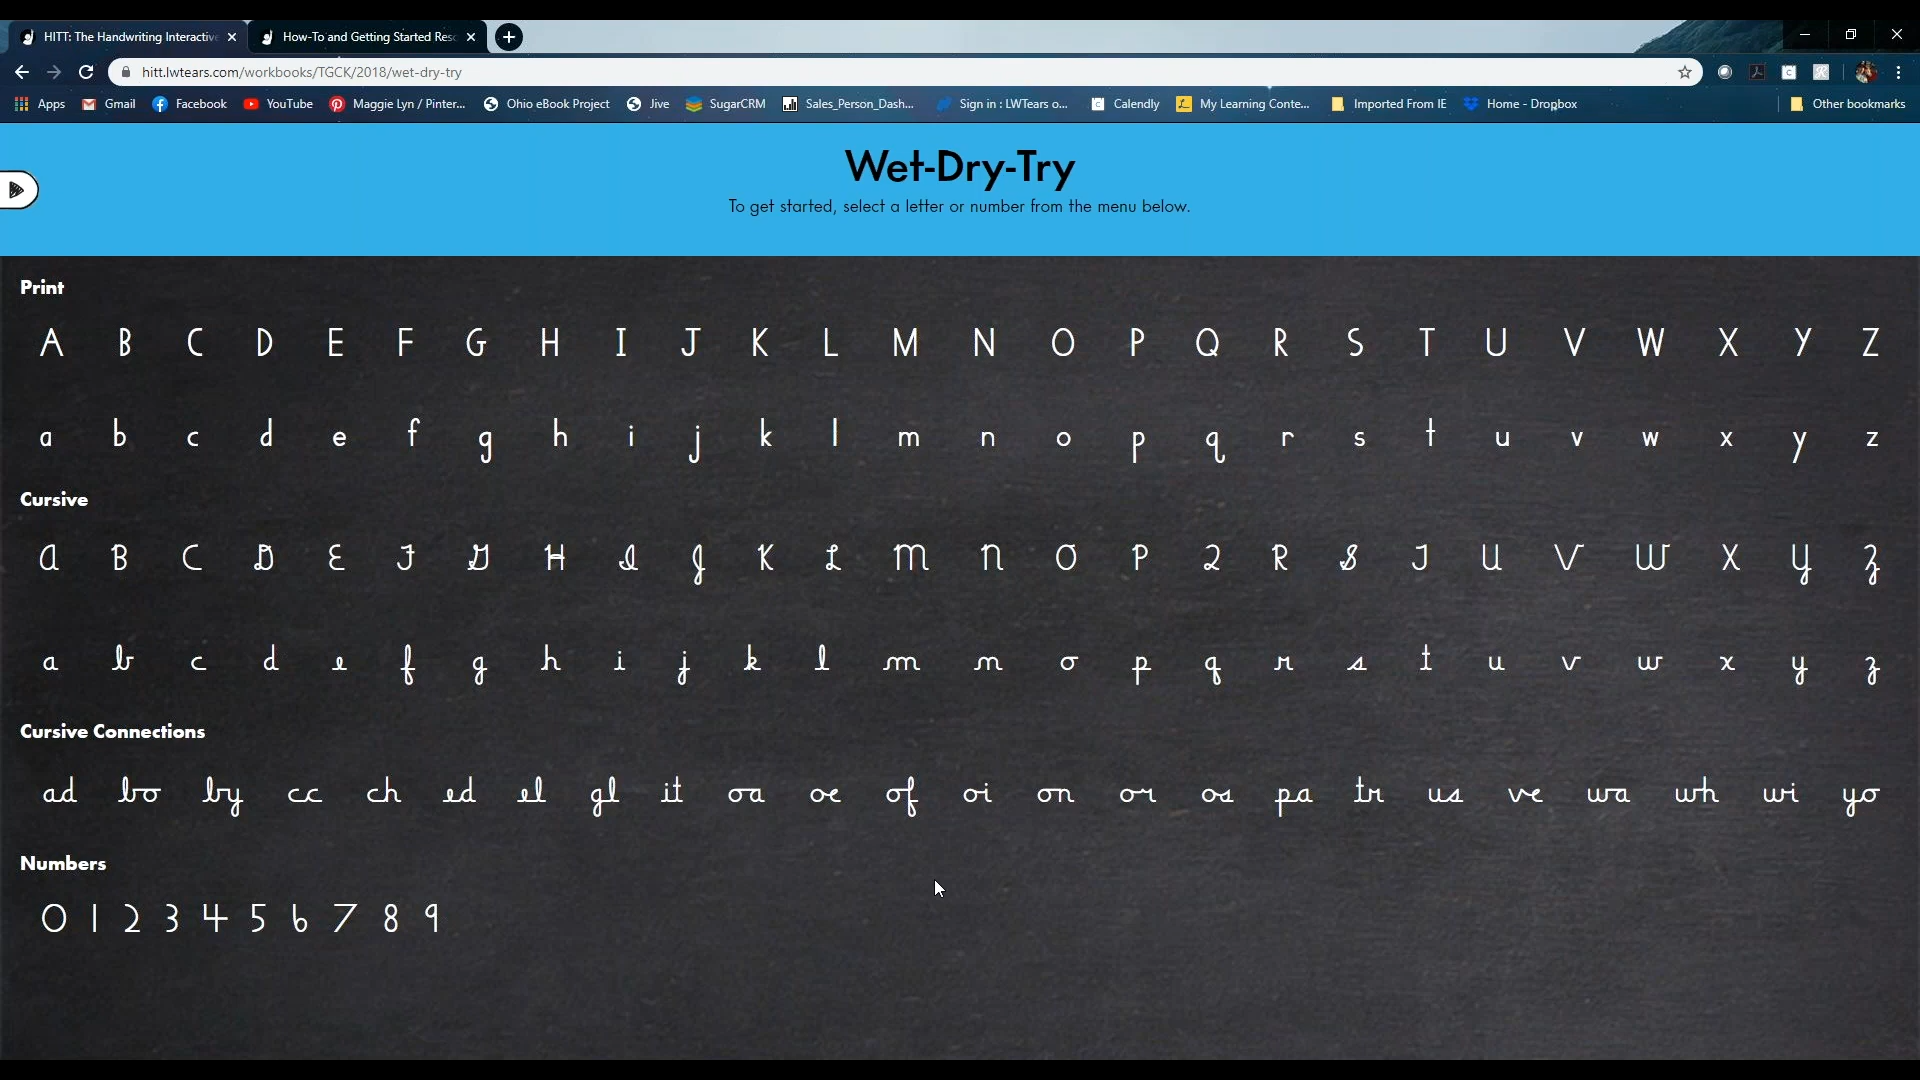 HITT: The Handwriting Interactive
How-To and Getting Started Reso
hitt.lwtears.com/workbooks/TGCK/2018/wet-dry-try
Apps Gmail Facebook YouTube Maggie Lyn / Pinter... Ohio eBook Project Jive SugarCRM Sales_Person_Dash... Sign in : LWTears o... Calendly My Learning Conte... Imported From IE Home - Dropbox Other bookmarks
Wet-Dry-Try
To get started, select a letter or number from the menu below.
Print
A B C D E F G H I J K L M N O P Q R S T U V W X Y Z
a b c d e f g h i j k l m n o p q r s t u v w x y z
Cursive
A B C D E F G H I J K L M N O P Q R S T U V W X Y Z
a b c d e f g h i j k l m n o p q r s t u v w x y z
Cursive Connections
ad bo by cc ch ed el gl it oa oe of oi on or os pa tr us ve wa wh wi yo
Numbers
0 1 2 3 4 5 6 7 8 9